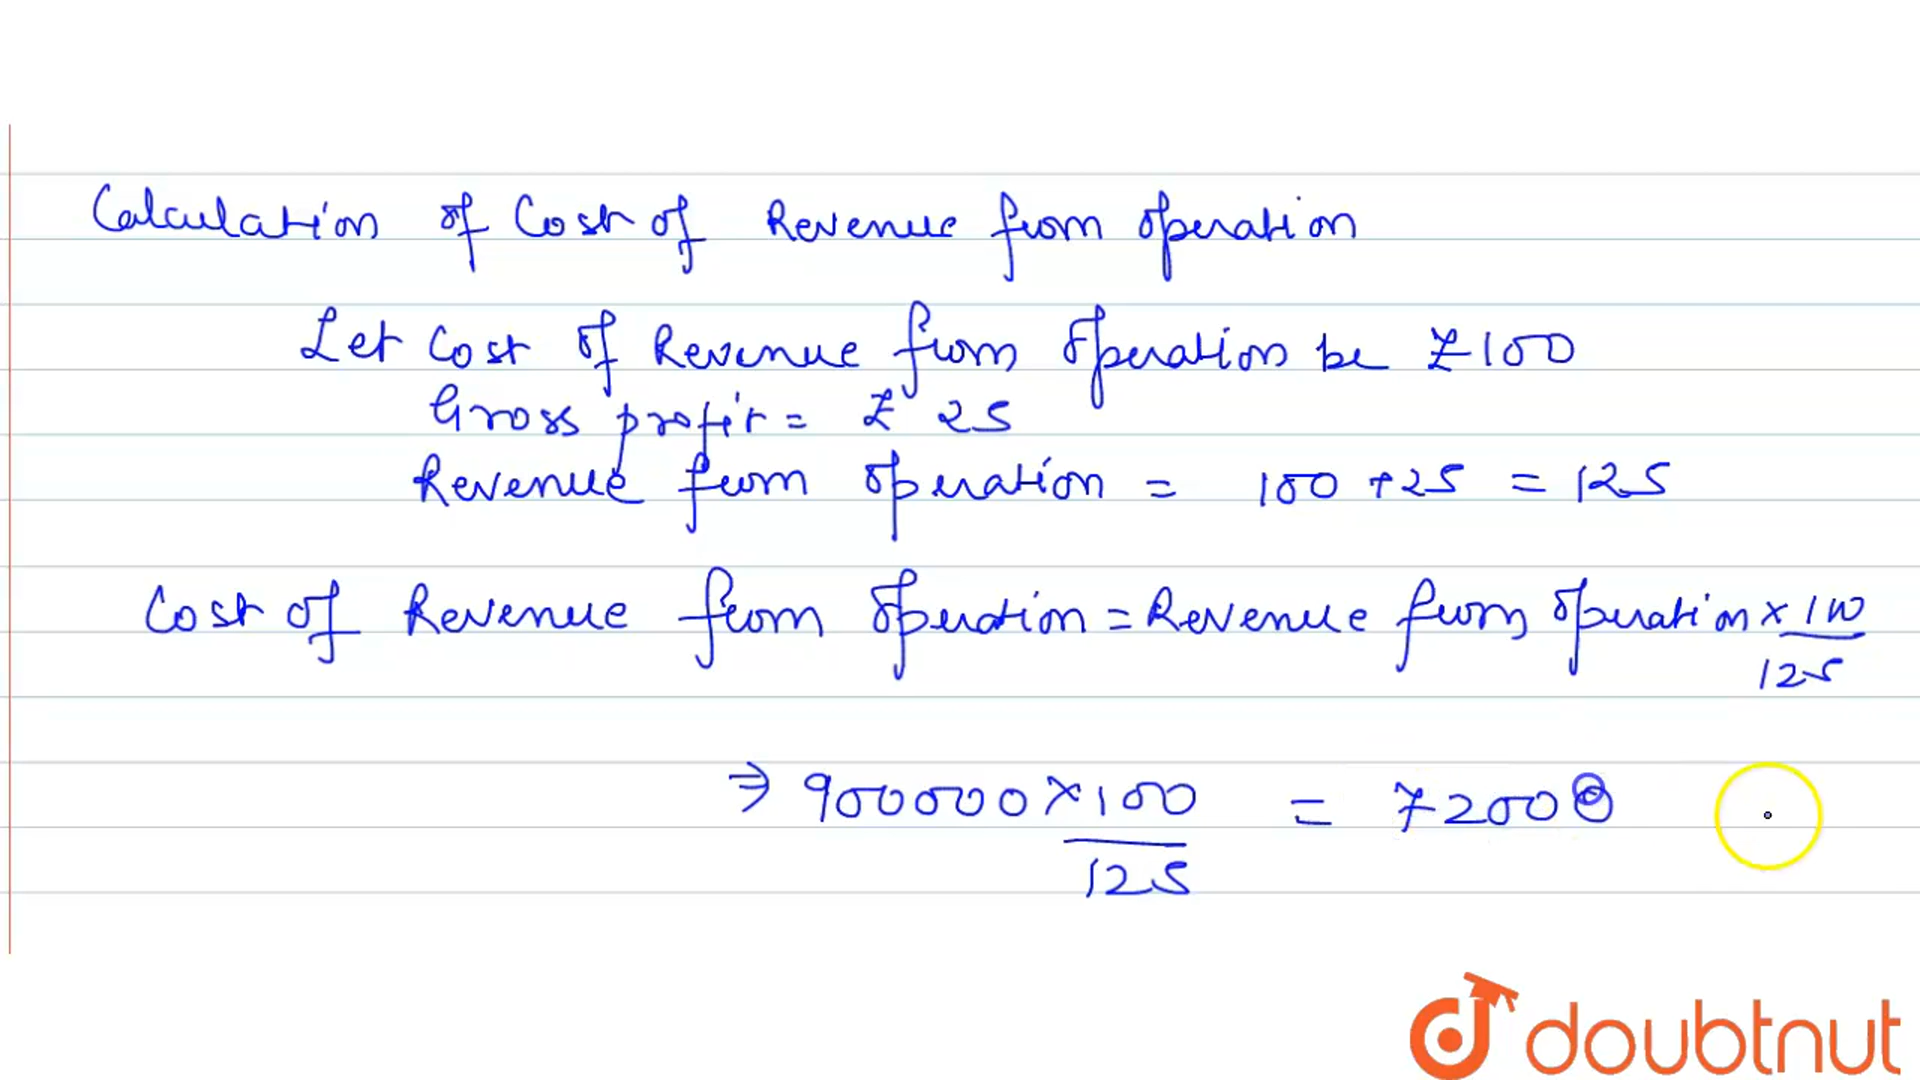 Calculation of Cost of Revenue from operation
Let Cost of Revenue from operation be ₹100
Gross profit = ₹ 25
Revenue from operation = 100 + 25 = 125
Cost of Revenue from operation = Revenue from operation × 100
125
⇒ 900000 × 100 = 72000
125
doubtnut